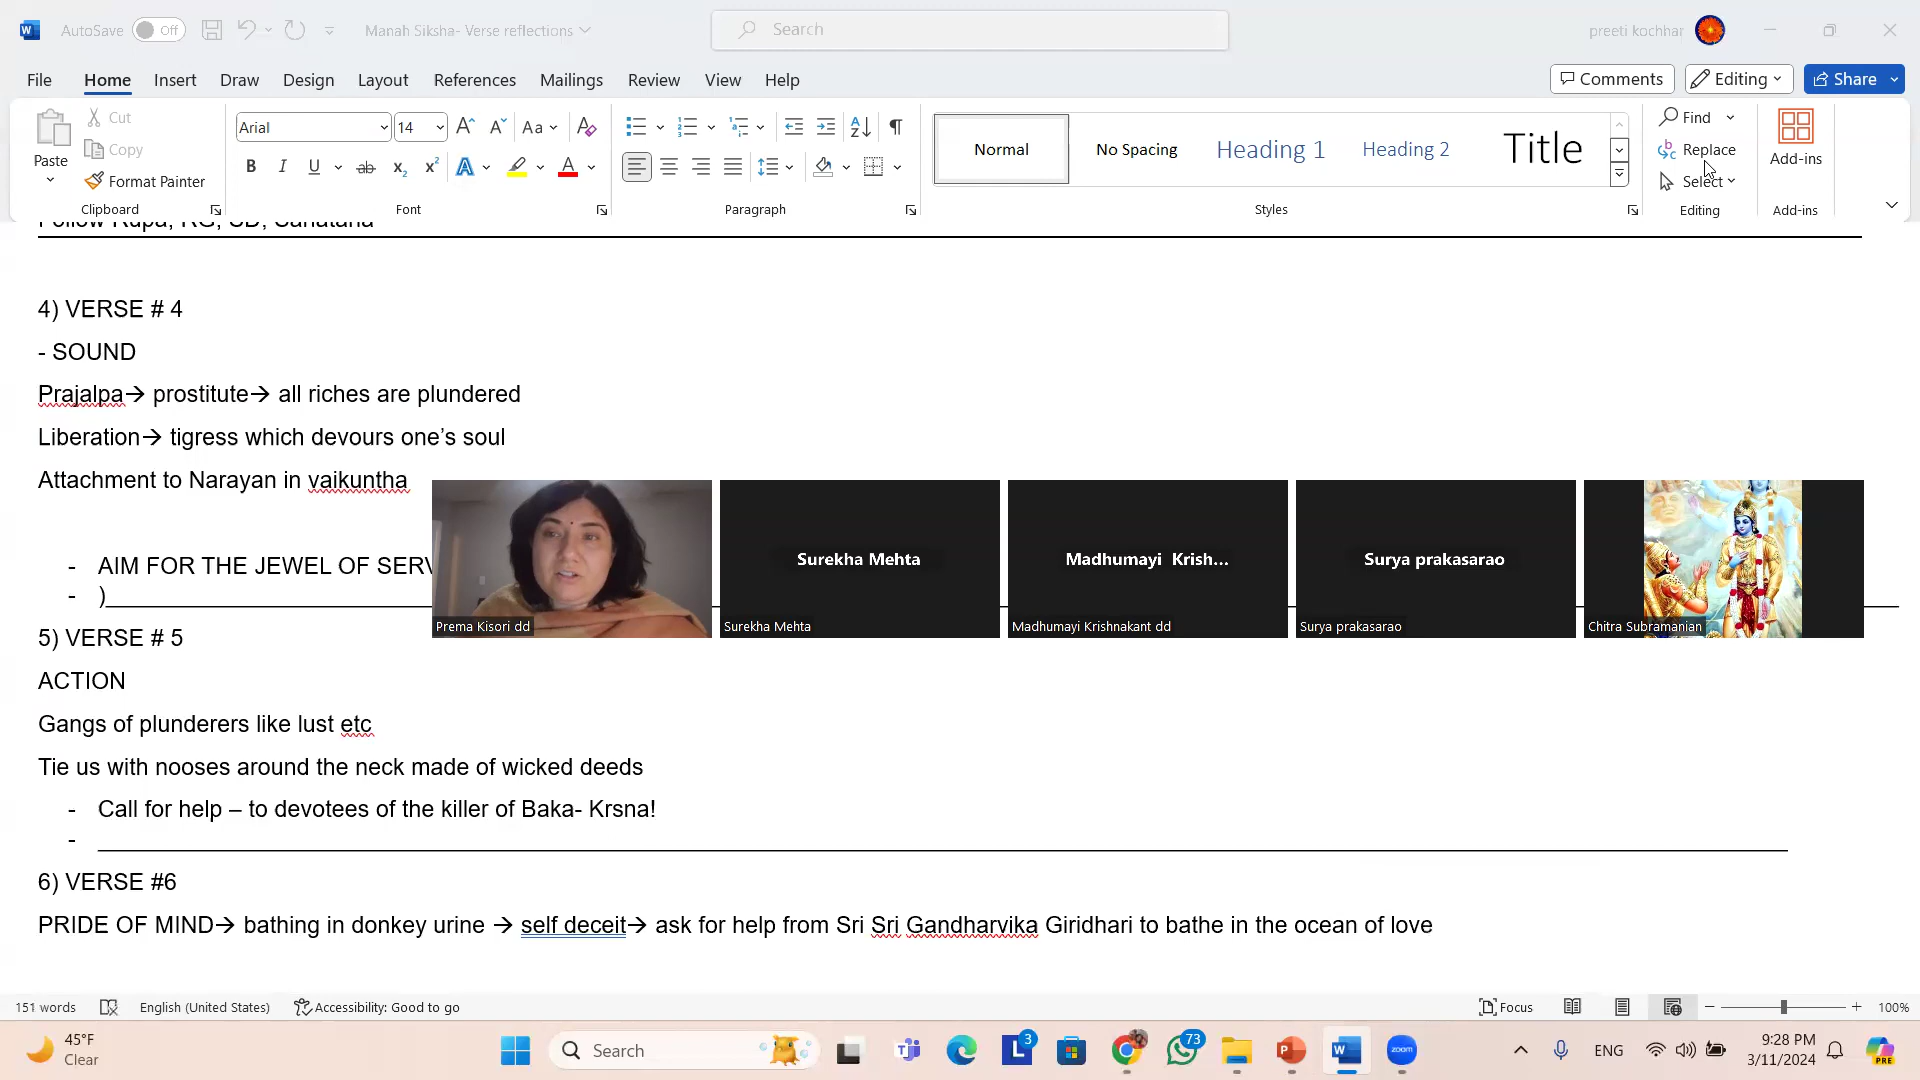 AutoSave Off Manah Siksha- Verse reflections Search preeti kochhar
File Home Insert Draw Design Layout References Mailings Review View Help Comments Editing Share
Paste Cut Copy Format Painter Clipboard
Arial 14 Aa Font
B I U ab x₂ x² A A
Paragraph
Normal No Spacing Heading 1 Heading 2 Title Styles
Find Replace Select Editing
Add-ins Add-ins
4) VERSE # 4
- SOUND
Prajalpa→ prostitute→ all riches are plundered
Liberation→ tigress which devours one's soul
Attachment to Narayan in vaikuntha
- AIM FOR THE JEWEL OF SERV
- )
Prema Kisori dd
Surekha Mehta
Surekha Mehta
Madhumayi Krish...
Madhumayi Krishnakant dd
Surya prakasarao
Surya prakasarao
Chitra Subramanian
5) VERSE # 5
ACTION
Gangs of plunderers like lust etc
Tie us with nooses around the neck made of wicked deeds
- Call for help – to devotees of the killer of Baka- Krsna!
-
6) VERSE #6
PRIDE OF MIND→ bathing in donkey urine → self deceit→ ask for help from Sri Sri Gandharvika Giridhari to bathe in the ocean of love
151 words English (United States) Accessibility: Good to go Focus 100%
45°F
Clear
Search
3
73
zoom
ENG
9:28 PM
3/11/2024
PRE